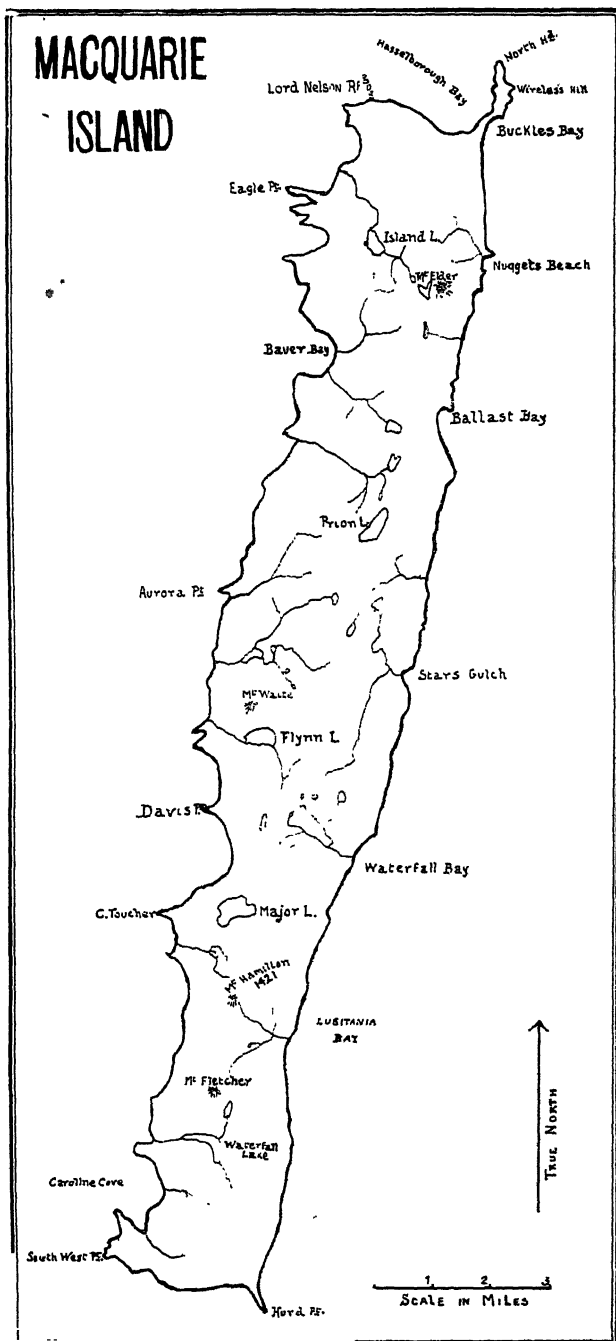 MACQUARIE
ISLAND
North Hd.
Hasselborough Bay
Lord Nelson Rf
Wireless Hill
Buckles Bay
Eagle Pt.
Island L.
Nuggets Beach
Mt Elder
Bauer Bay
Ballast Bay
Prion L.
Aurora Pt.
Stars Gulch
Mt Waite
Flynn L
Davis Pt.
Waterfall Bay
C. Toucher
Major L.
Mt Hamilton
1421
LUSITANIA
BAY
Mt Fletcher
Waterfall
Lake
TRUE NORTH
Caroline Cove
South West Pt.
Hurd Pt.
1 2 3
SCALE IN MILES